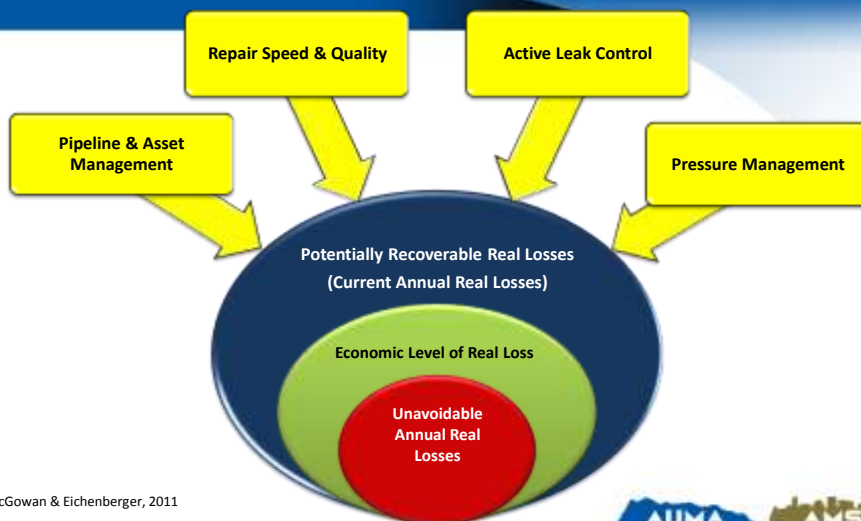 Repair Speed & Quality
Active Leak Control
Pipeline & Asset
Management
Pressure Management
Potentially Recoverable Real Losses
(Current Annual Real Losses)
Economic Level of Real Loss
Unavoidable
Annual Real
Losses
cGowan & Eichenberger, 2011